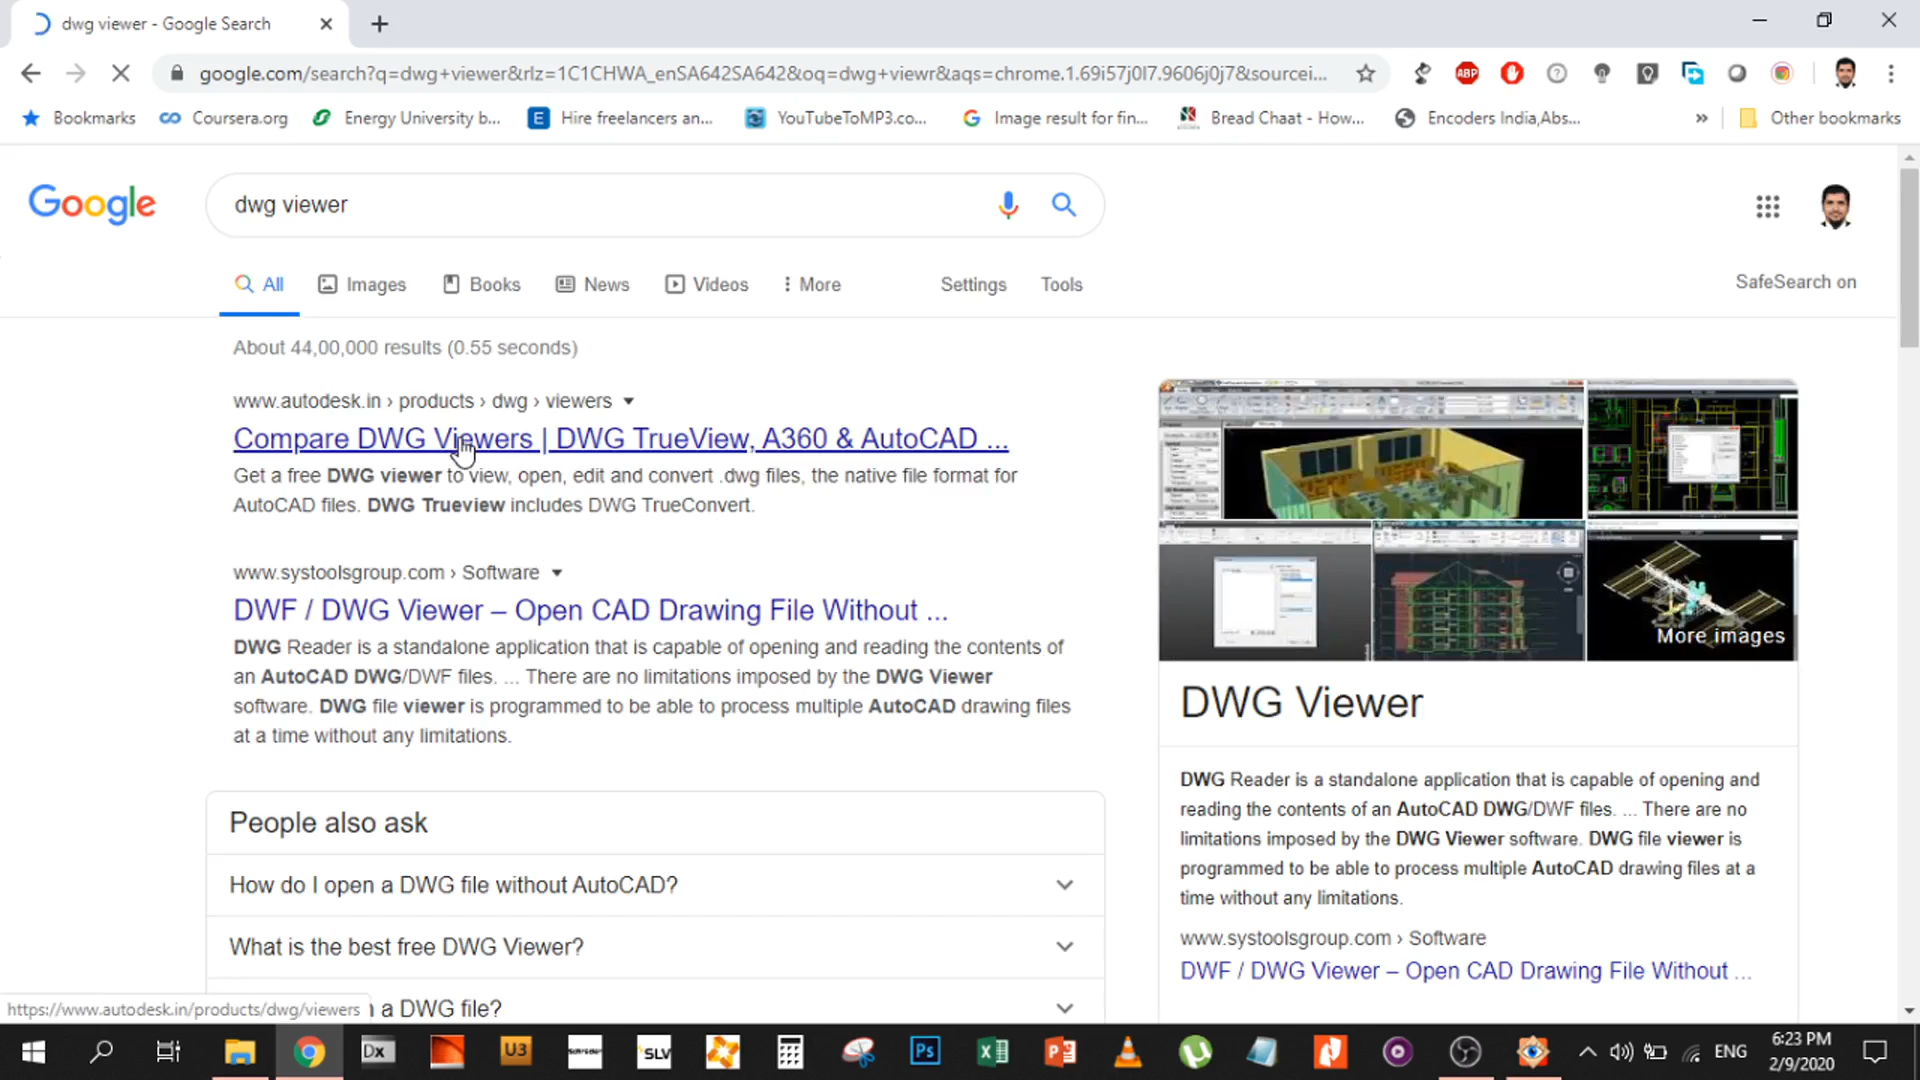 dwg viewer - Google Search
google.com/search?q=dwg+viewer&rlz=1C1CHWA_enSA642SA642&oq=dwg+viewr&aqs=chrome.1.69i57j0l7.9606j0j7&sourcei...
ABP
Bookmarks
Coursera.org
Energy University b...
E
Hire freelancers an...
YouTubeToMP3.co...
Image result for fin...
Bread Chaat - How...
Encoders India,Abs...
»
Other bookmarks
Google
dwg viewer
All
Images
Books
News
Videos
More
Settings
Tools
SafeSearch on
About 44,00,000 results (0.55 seconds)
www.autodesk.in › products › dwg › viewers
Compare DWG Viewers | DWG TrueView, A360 & AutoCAD ...
Get a free DWG viewer to view, open, edit and convert .dwg files, the native file format for
AutoCAD files. DWG Trueview includes DWG TrueConvert.
www.systoolsgroup.com › Software
DWF / DWG Viewer – Open CAD Drawing File Without ...
DWG Reader is a standalone application that is capable of opening and reading the contents of
an AutoCAD DWG/DWF files. ... There are no limitations imposed by the DWG Viewer
software. DWG file viewer is programmed to be able to process multiple AutoCAD drawing files
at a time without any limitations.
People also ask
How do I open a DWG file without AutoCAD?
What is the best free DWG Viewer?
a DWG file?
More images
DWG Viewer
DWG Reader is a standalone application that is capable of opening and
reading the contents of an AutoCAD DWG/DWF files. ... There are no
limitations imposed by the DWG Viewer software. DWG file viewer is
programmed to be able to process multiple AutoCAD drawing files at a
time without any limitations.
www.systoolsgroup.com › Software
DWF / DWG Viewer – Open CAD Drawing File Without ...
https://www.autodesk.in/products/dwg/viewers
Dx
U3
SLV
Ps
ENG
6:23 PM
2/9/2020